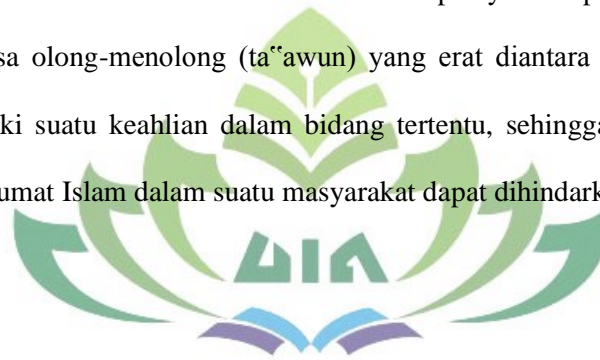 sa olong-menolong (ta‟awun) yang erat diantara
ki suatu keahlian dalam bidang tertentu, sehingga
umat Islam dalam suatu masyarakat dapat dihindark
UIN